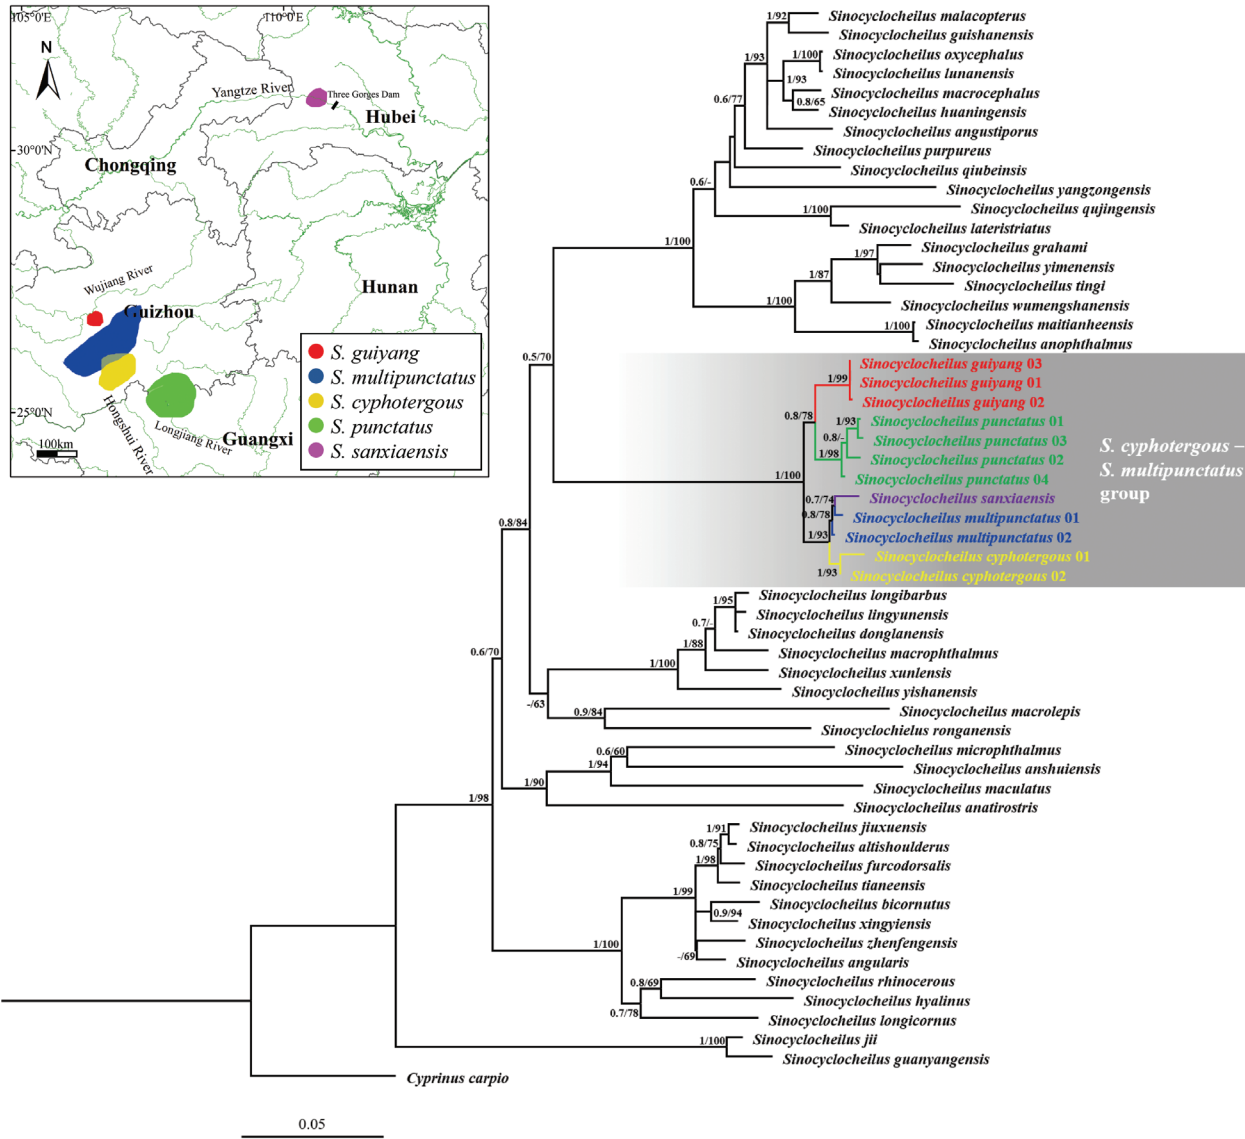 105°0'E
110°0'E
N
Yangtze River
Three Gorges Dam
Hubei
30°0'N
Chongqing
Wujiang River
Hunan
Guizhou
S. guiyang
S. multipunctatus
S. cyphotergous
S. punctatus
S. sanxiaensis
25°0'N
Hongshui River
Longjiang River
Guangxi
100km
1/92
Sinocyclocheilus malacopterus
Sinocyclocheilus guishanensis
1/93
1/100
Sinocyclocheilus oxycephalus
Sinocyclocheilus lunanensis
1/93
Sinocyclocheilus macrocephalus
0.6/77
0.8/65
Sinocyclocheilus huaningensis
Sinocyclocheilus angustiporus
Sinocyclocheilus purpureus
Sinocyclocheilus qiubeinsis
0.6/-
Sinocyclocheilus yangzongensis
1/100
Sinocyclocheilus qujingensis
Sinocyclocheilus lateristriatus
1/100
1/97
Sinocyclocheilus grahami
Sinocyclocheilus yimenensis
1/87
Sinocyclocheilus tingi
1/100
Sinocyclocheilus wumengshanensis
1/100
Sinocyclocheilus maitianheensis
Sinocyclocheilus anophthalmus
0.5/70
Sinocyclocheilus guiyang 03
1/99
Sinocyclocheilus guiyang 01
Sinocyclocheilus guiyang 02
0.8/78
1/93
Sinocyclocheilus punctatus 01
0.8/-
Sinocyclocheilus punctatus 03
1/98
Sinocyclocheilus punctatus 02
Sinocyclocheilus punctatus 04
1/100
0.7/74
Sinocyclocheilus sanxiaensis
0.8/78
Sinocyclocheilus multipunctatus 01
1/93
Sinocyclocheilus multipunctatus 02
Sinocyclocheilus cyphotergous 01
1/93
Sinocyclocheilus cyphotergous 02
S. cyphotergous –
S. multipunctatus
group
0.8/84
1/95
Sinocyclocheilus longibarbus
Sinocyclocheilus lingyunensis
0.7/-
Sinocyclocheilus donglanensis
1/88
Sinocyclocheilus macrophthalmus
1/100
Sinocyclocheilus xunlensis
Sinocyclocheilus yishanensis
0.6/70
-/63
0.9/84
Sinocyclocheilus macrolepis
Sinocyclochielus ronganensis
0.6/60
Sinocyclocheilus microphthalmus
1/94
Sinocyclocheilus anshuiensis
1/90
Sinocyclocheilus maculatus
Sinocyclocheilus anatirostris
1/98
1/91
Sinocyclocheilus jiuxuensis
0.8/75
Sinocyclocheilus altishoulderus
1/98
Sinocyclocheilus furcodorsalis
Sinocyclocheilus tianeensis
1/99
Sinocyclocheilus bicornutus
0.9/94
Sinocyclocheilus xingyiensis
Sinocyclocheilus zhenfengensis
-/69
Sinocyclocheilus angularis
1/100
0.8/69
Sinocyclocheilus rhinocerous
Sinocyclocheilus hyalinus
0.7/78
Sinocyclocheilus longicornus
1/100
Sinocyclocheilus jii
Sinocyclocheilus guanyangensis
Cyprinus carpio
0.05